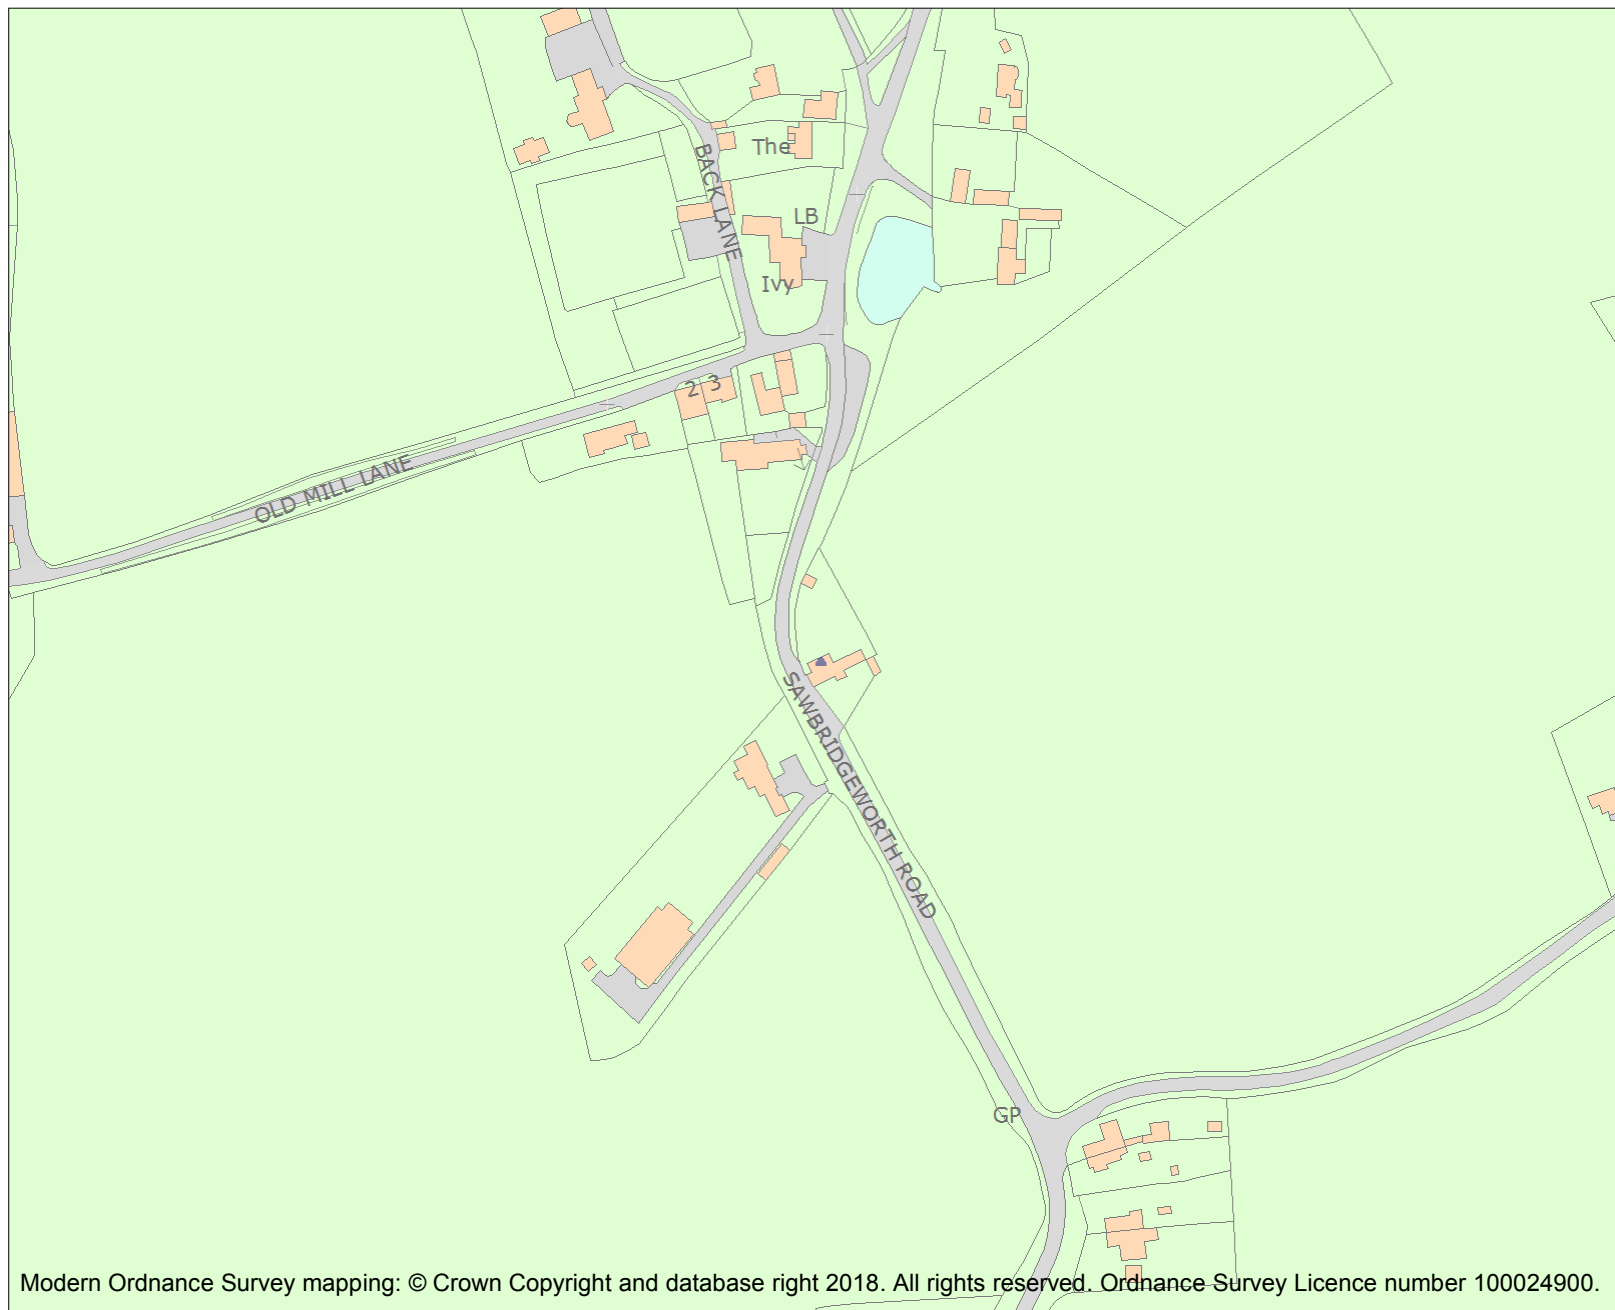 BACK LANE
The
LB
Ivy
2 3
OLD MILL LANE
SAWBRIDGEWORTH ROAD
GP
Modern Ordnance Survey mapping: © Crown Copyright and database right 2018. All rights reserved. Ordnance Survey Licence number 100024900.